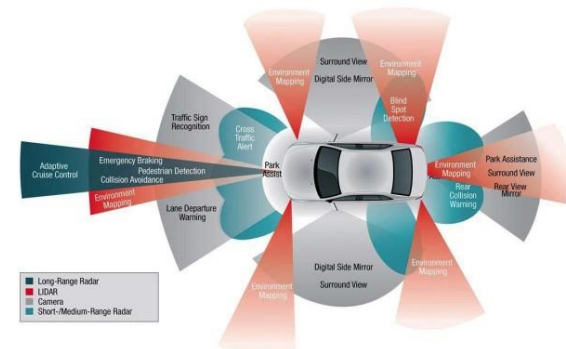 Environment
Mapping
Surround View
Digital Side Mirror
Environment
Mapping
Blind
Spot
Detection
Traffic Sign
Recognition
Cross
Traffic
Alert
Adaptive
Cruise Control
Emergency Braking
Pedestrian Detection
Collision Avoidance
Environment
Mapping
Park
Assist
Lane Departure
Warning
Environment
Mapping
Rear
Collision
Warning
Park Assistance
Surround View
Rear View
Mirror
Environment
Mapping
Digital Side Mirror
Surround View
Environment
Mapping
Long-Range Radar
LIDAR
Camera
Short-/Medium-Range Radar